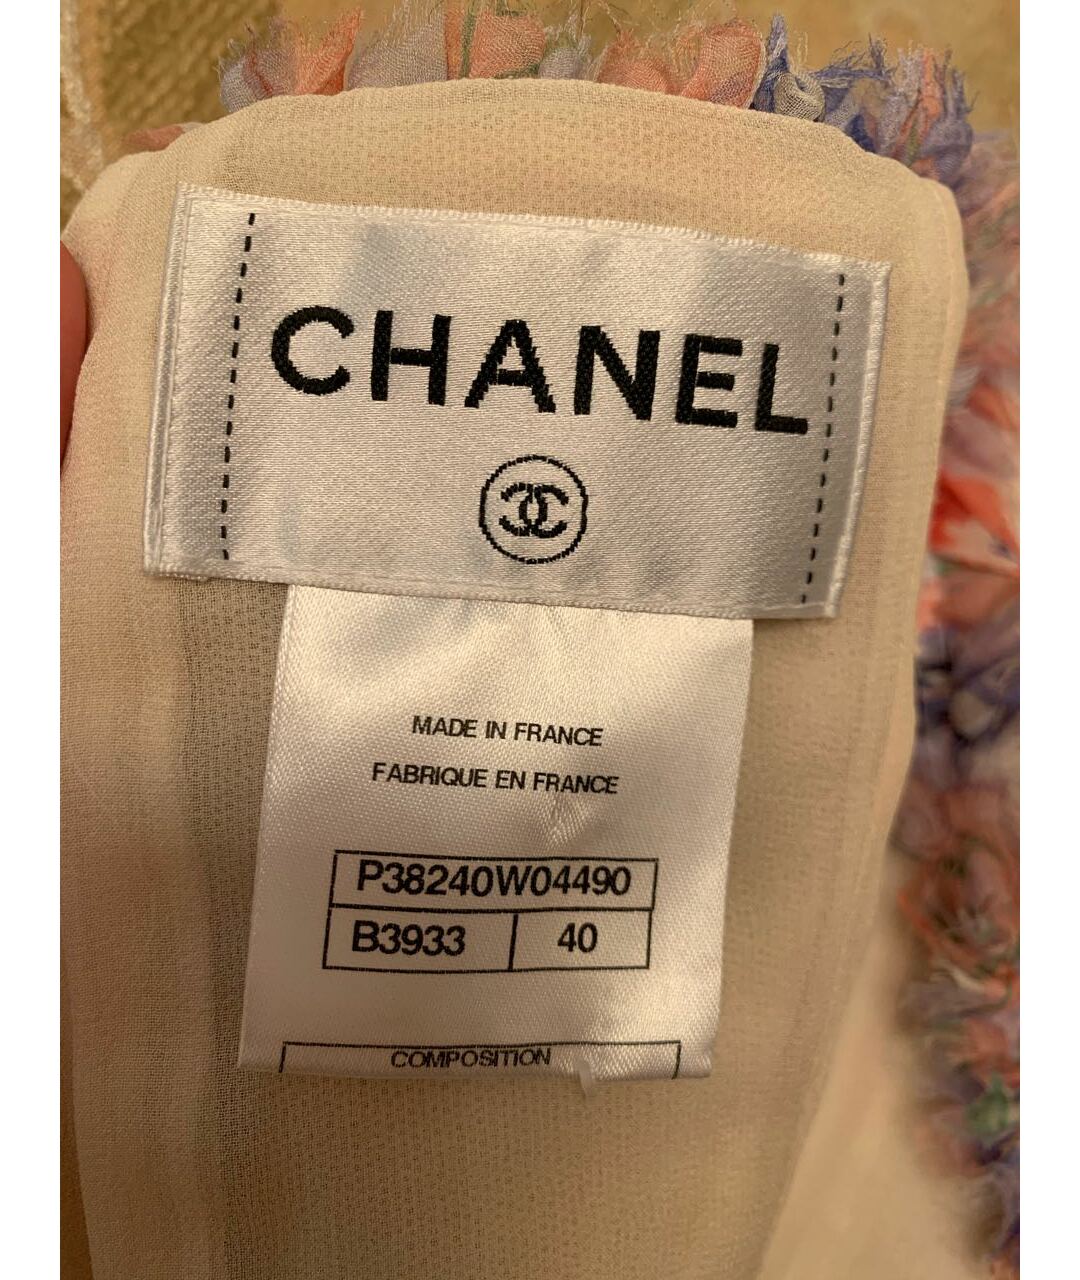 CHANEL
MADE IN FRANCE
FABRIQUE EN FRANCE
P38240W04490
B3933 40
COMPOSITION